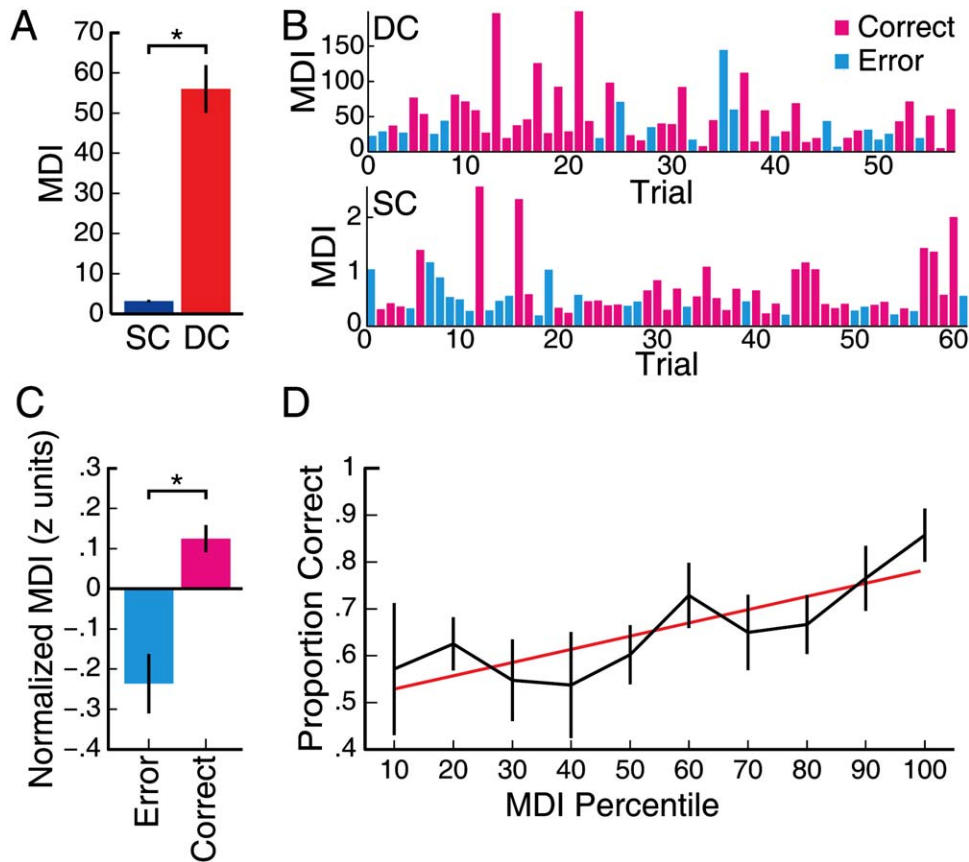 A
70
60
50
40
30
20
10
0
MDI
*
SC DC
B
DC
MDI
150
100
50
0
10 20 30 40 50
Trial
Correct
Error
SC
MDI
2
1
0
10 20 30 40 50 60
Trial
C
Normalized MDI (z units)
.3
.2
.1
0
-.1
-.2
-.3
-.4
*
Error
Correct
D
Proportion Correct
1
.9
.8
.7
.6
.5
.4
10 20 30 40 50 60 70 80 90 100
MDI Percentile